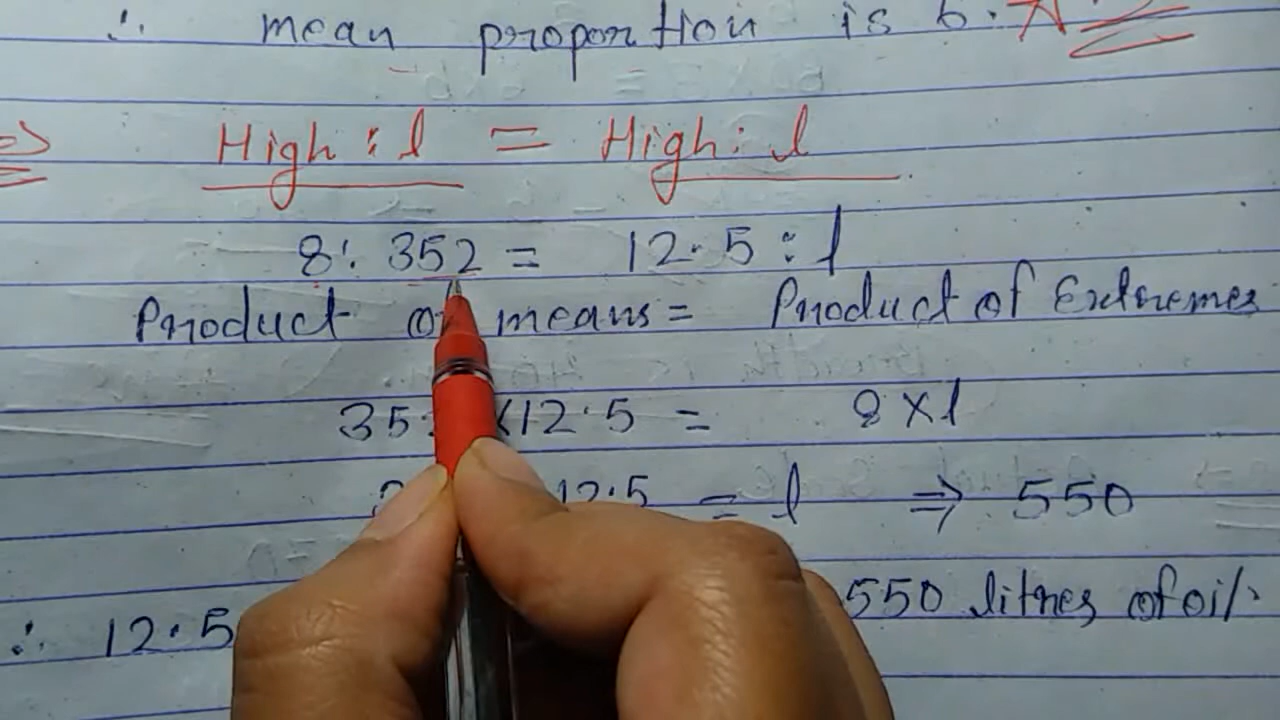 ∴ mean proportion is 6.
High : l = High : l
8 : 352 = 12.5 : l
Product of means = Product of Extremes
35 ×12.5 = 8 × l
12.5 = l ⇒ 550
∴ 12.5 550 litres of oil.